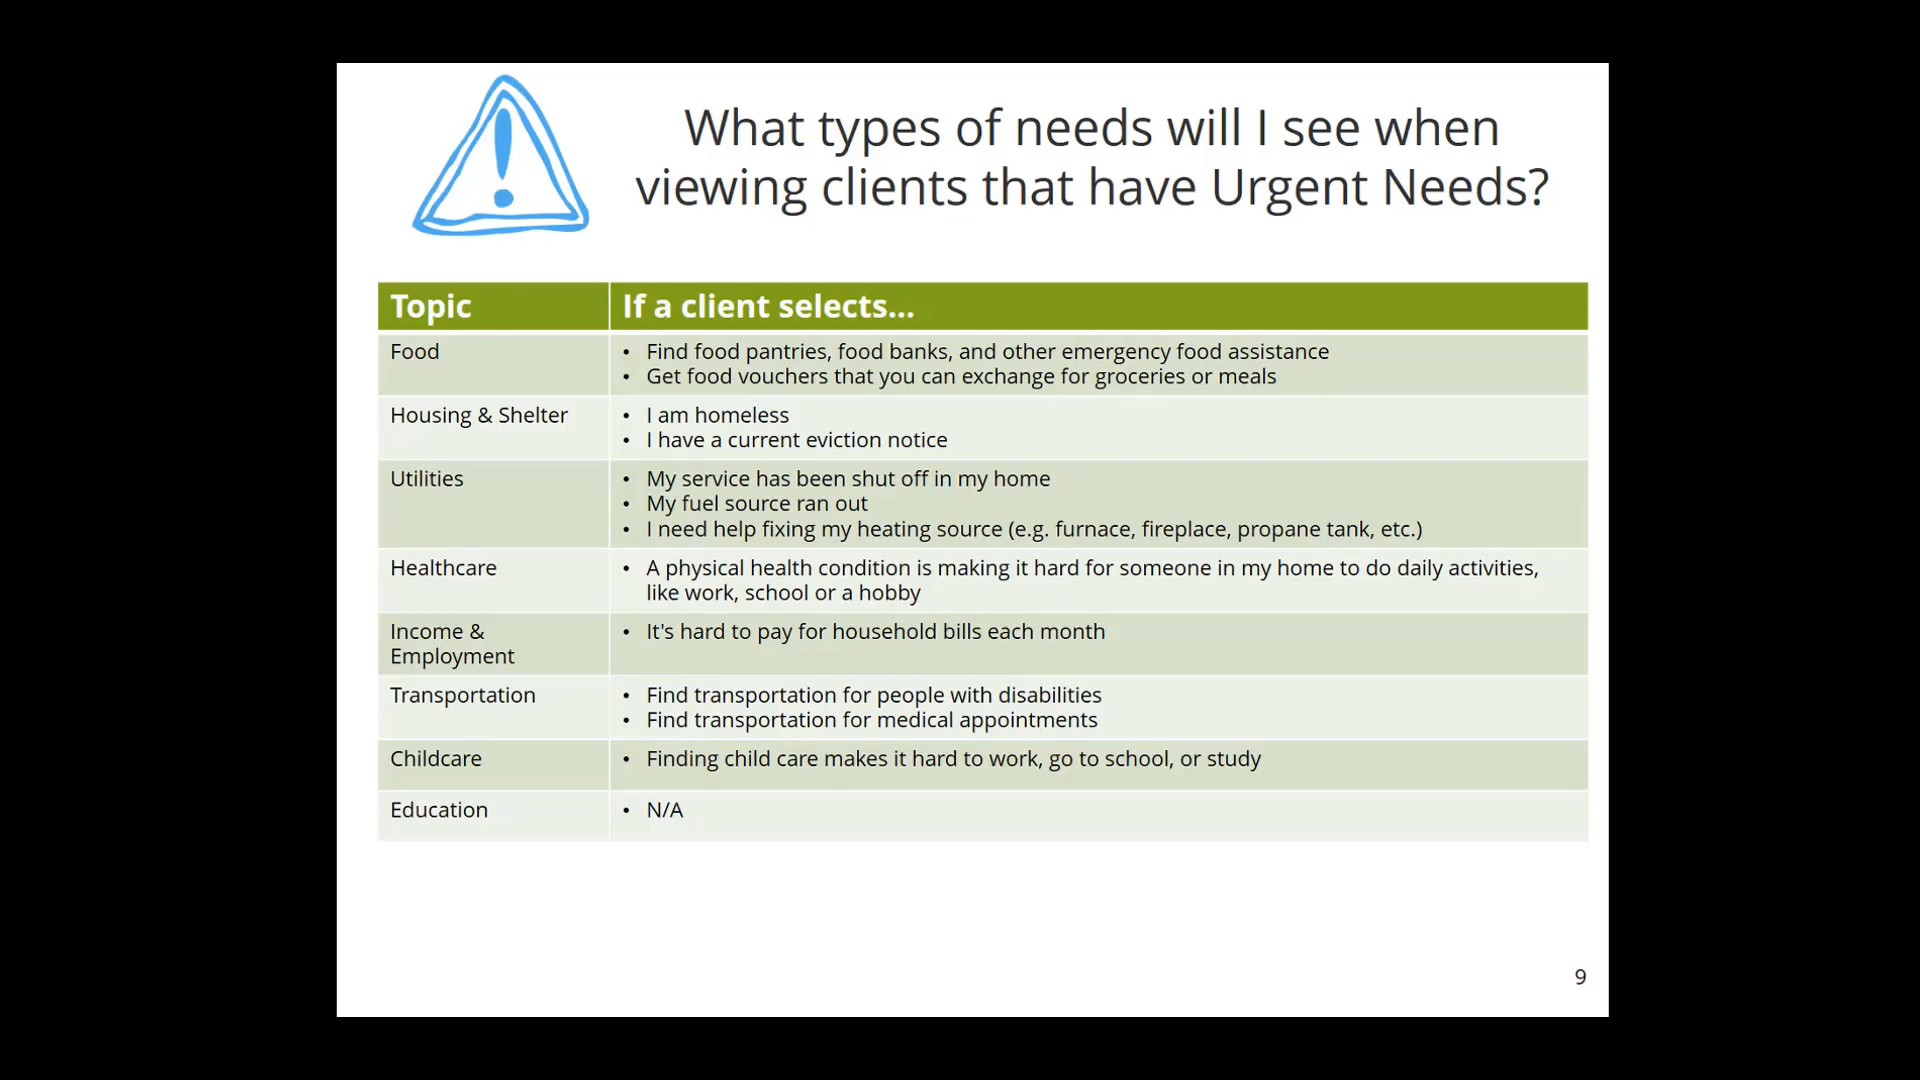 What types of needs will I see when
viewing clients that have Urgent Needs?
Topic
If a client selects...
Food
• Find food pantries, food banks, and other emergency food assistance
• Get food vouchers that you can exchange for groceries or meals
Housing & Shelter
• I am homeless
• I have a current eviction notice
Utilities
• My service has been shut off in my home
• My fuel source ran out
• I need help fixing my heating source (e.g. furnace, fireplace, propane tank, etc.)
Healthcare
• A physical health condition is making it hard for someone in my home to do daily activities,
like work, school or a hobby
Income &
Employment
• It's hard to pay for household bills each month
Transportation
• Find transportation for people with disabilities
• Find transportation for medical appointments
Childcare
• Finding child care makes it hard to work, go to school, or study
Education
• N/A
9